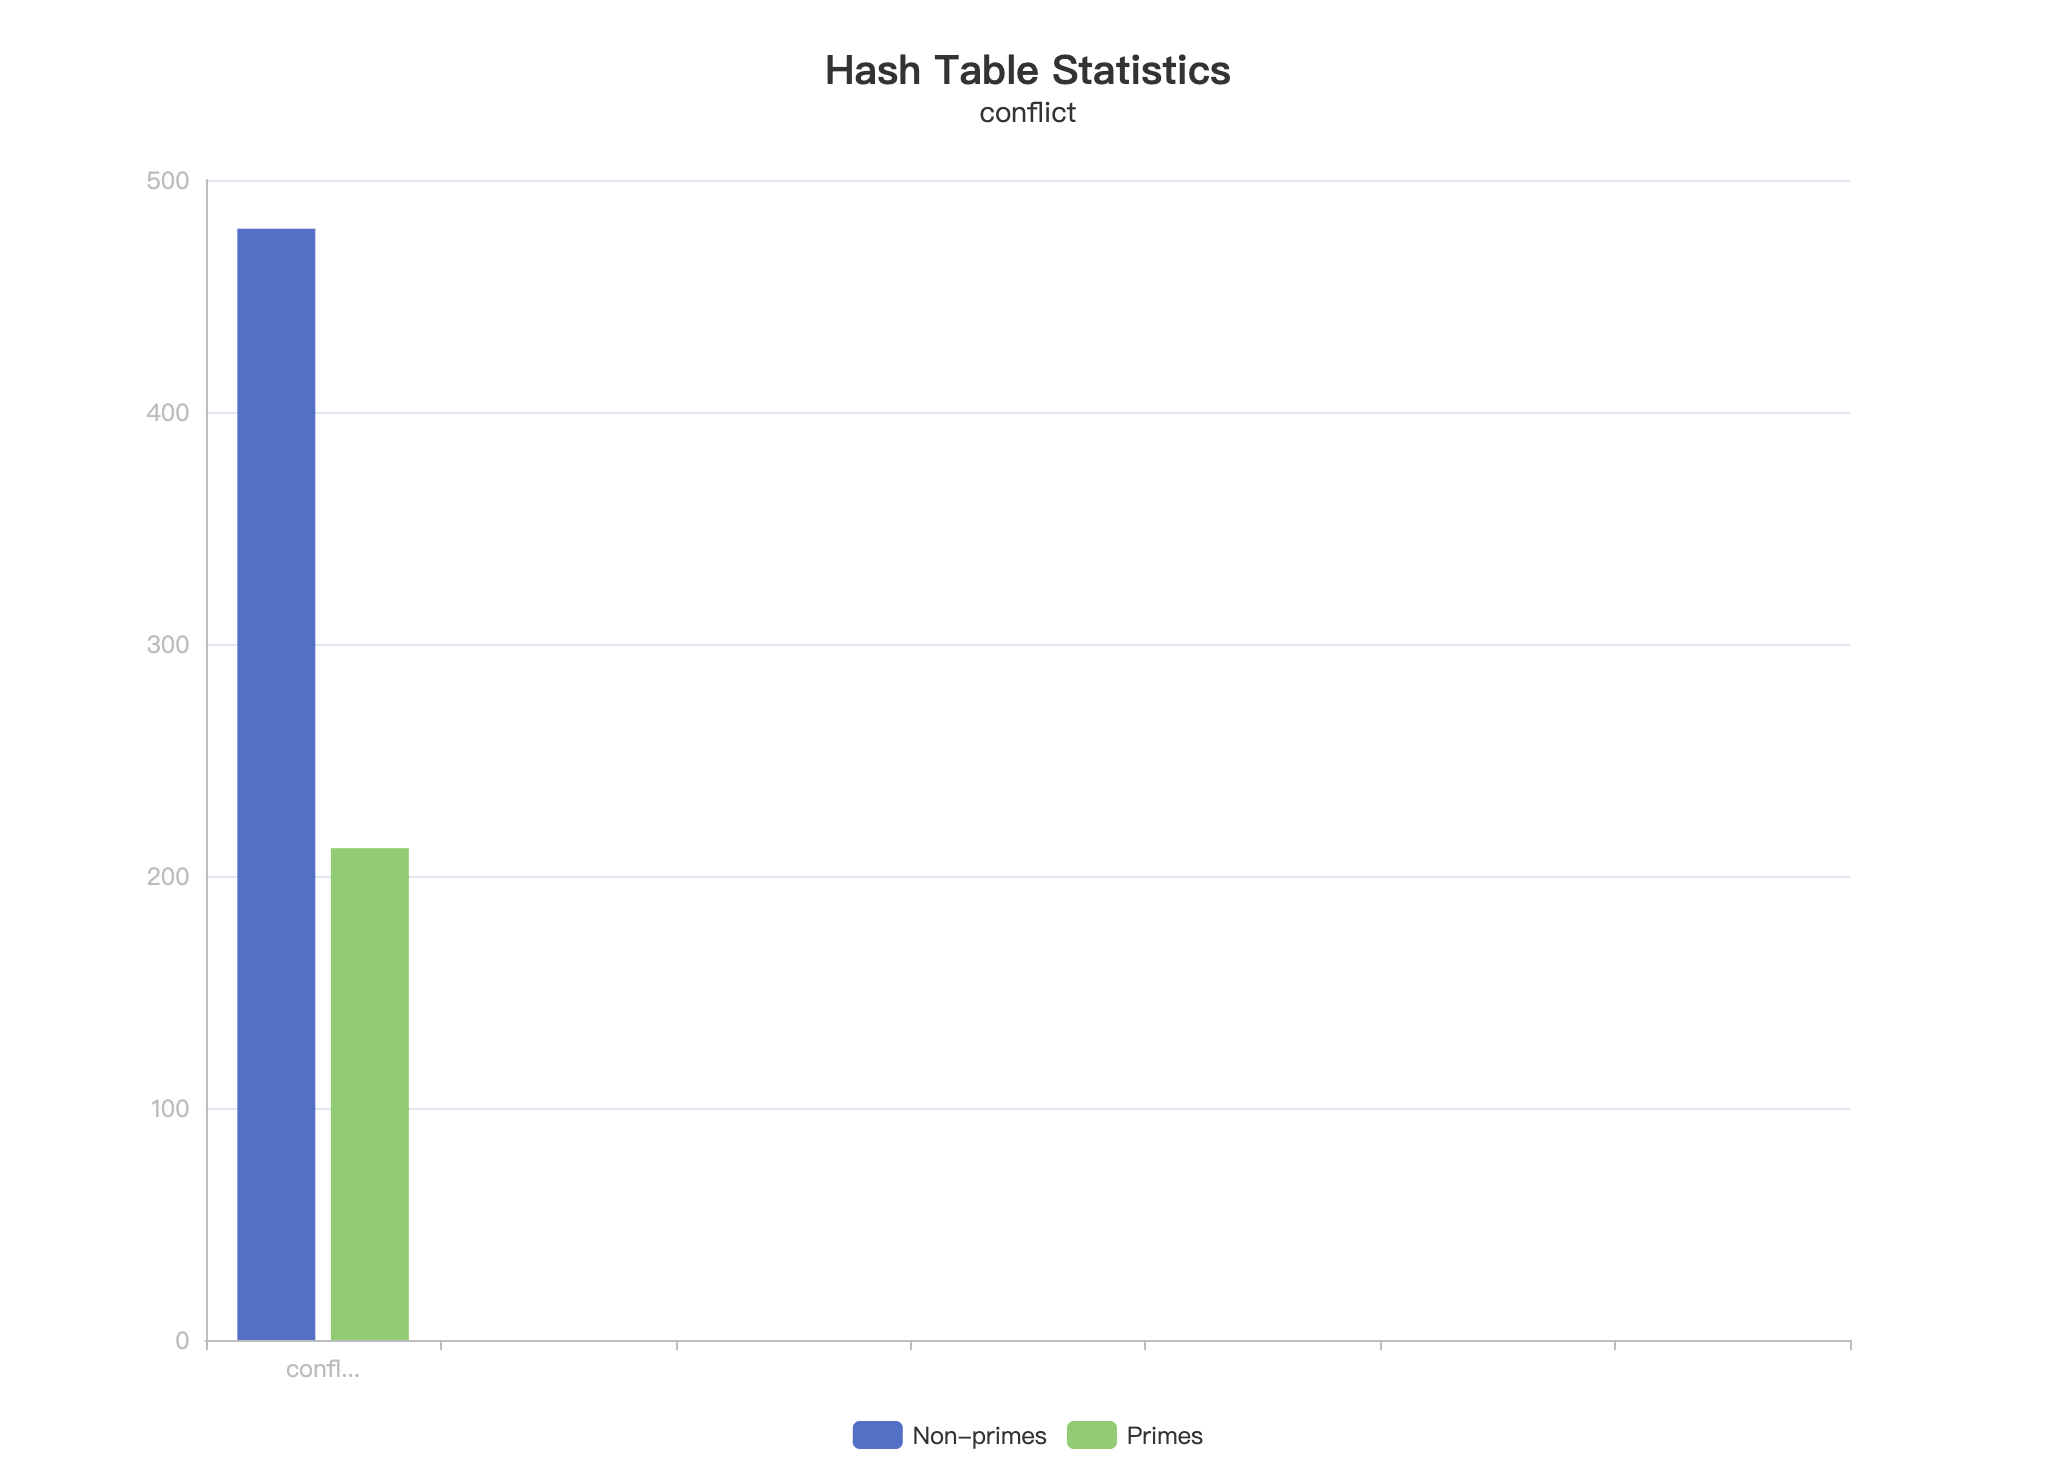 Hash Table Statistics
conflict
500
400
300
200
100
0
confl...
Non-primes
Primes